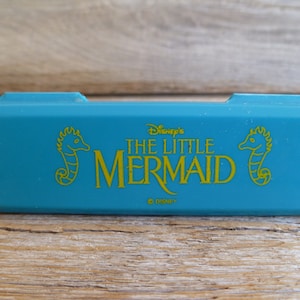 Disney's
THE LITTLE
MERMAID
© DISNEY